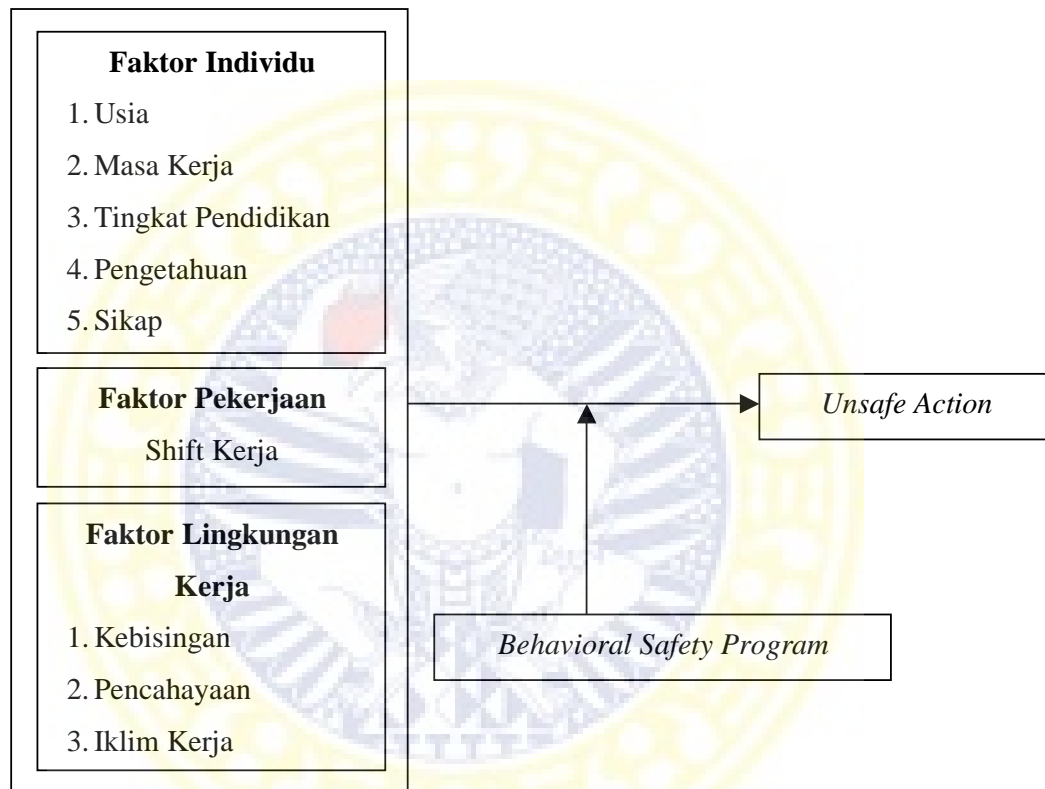 Faktor Individu
1. Usia
2. Masa Kerja
3. Tingkat Pendidikan
4. Pengetahuan
5. Sikap
Faktor Pekerjaan
Shift Kerja
Faktor Lingkungan
Kerja
1. Kebisingan
2. Pencahayaan
3. Iklim Kerja
Unsafe Action
Behavioral Safety Program